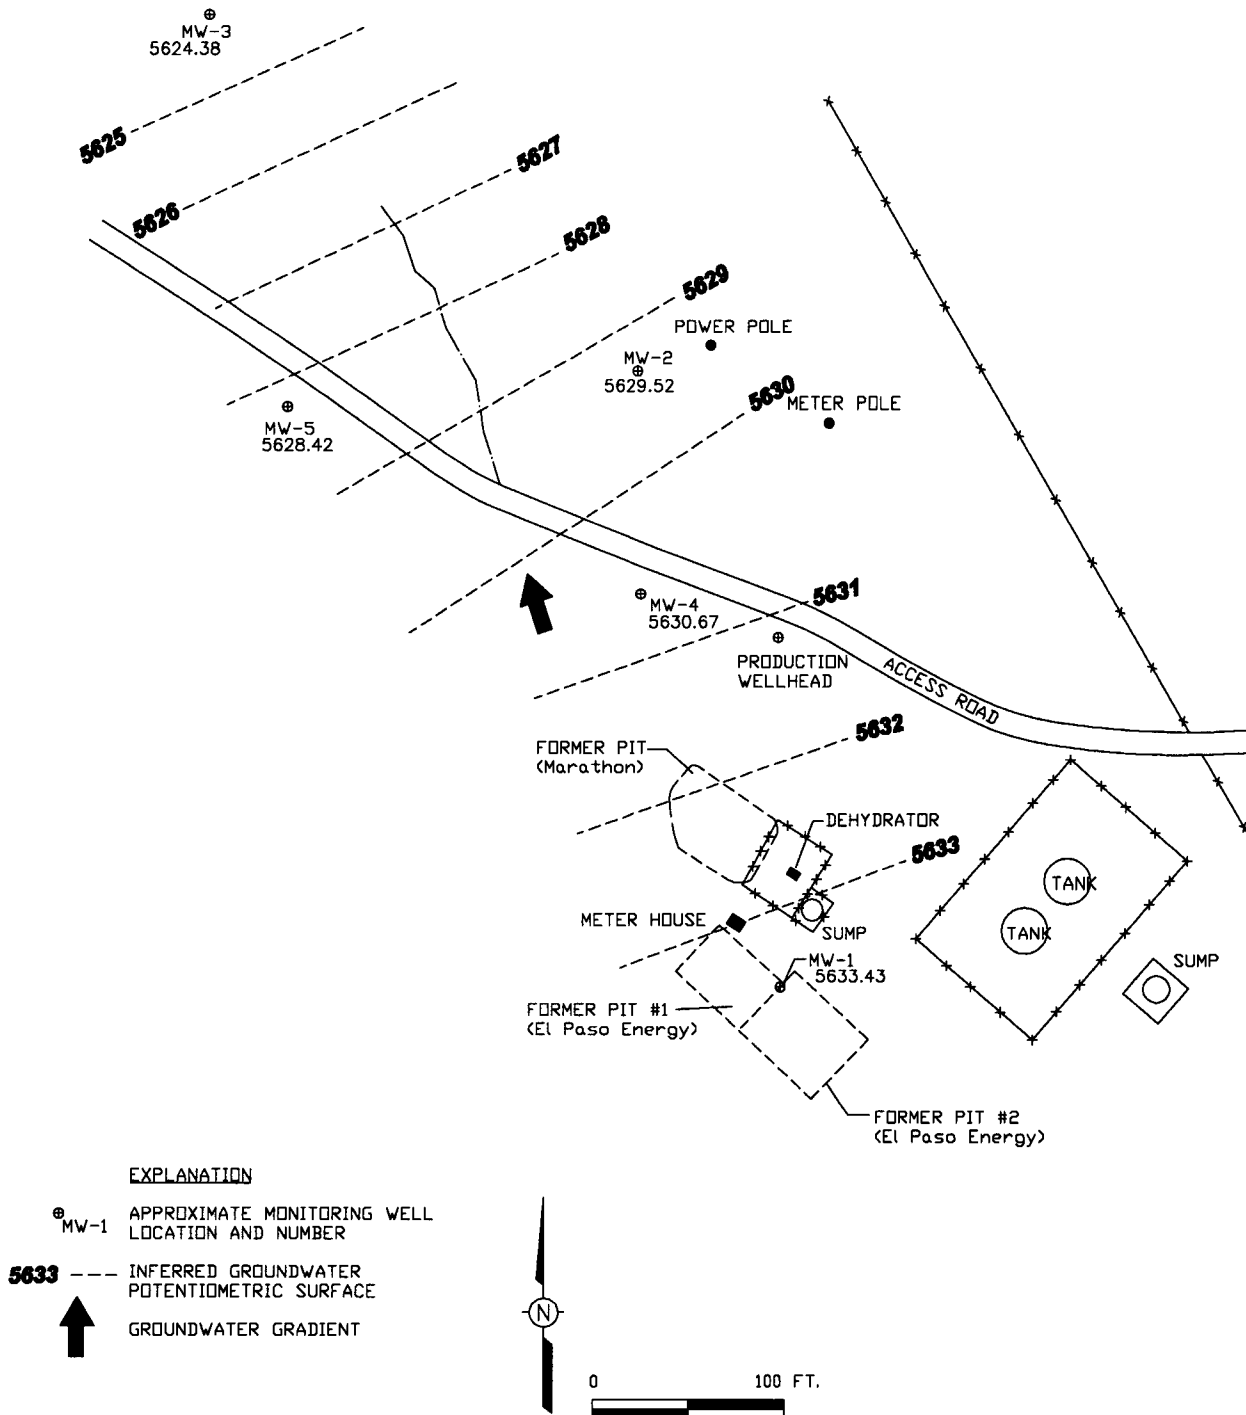 MW-3
5624.38
5625
5626
5627
5628
5629
POWER POLE
MW-2
5629.52
5630
METER POLE
MW-5
5628.42
5631
MW-4
5630.67
PRODUCTION
WELLHEAD
ACCESS ROAD
5632
FORMER PIT
(Marathon)
DEHYDRATOR
5633
TANK
TANK
METER HOUSE
SUMP
MW-1
5633.43
SUMP
FORMER PIT #1
(El Paso Energy)
FORMER PIT #2
(El Paso Energy)
EXPLANATION
MW-1 APPROXIMATE MONITORING WELL
LOCATION AND NUMBER
5633 --- INFERRED GROUNDWATER
POTENTIOMETRIC SURFACE
GROUNDWATER GRADIENT
N
0 100 FT.